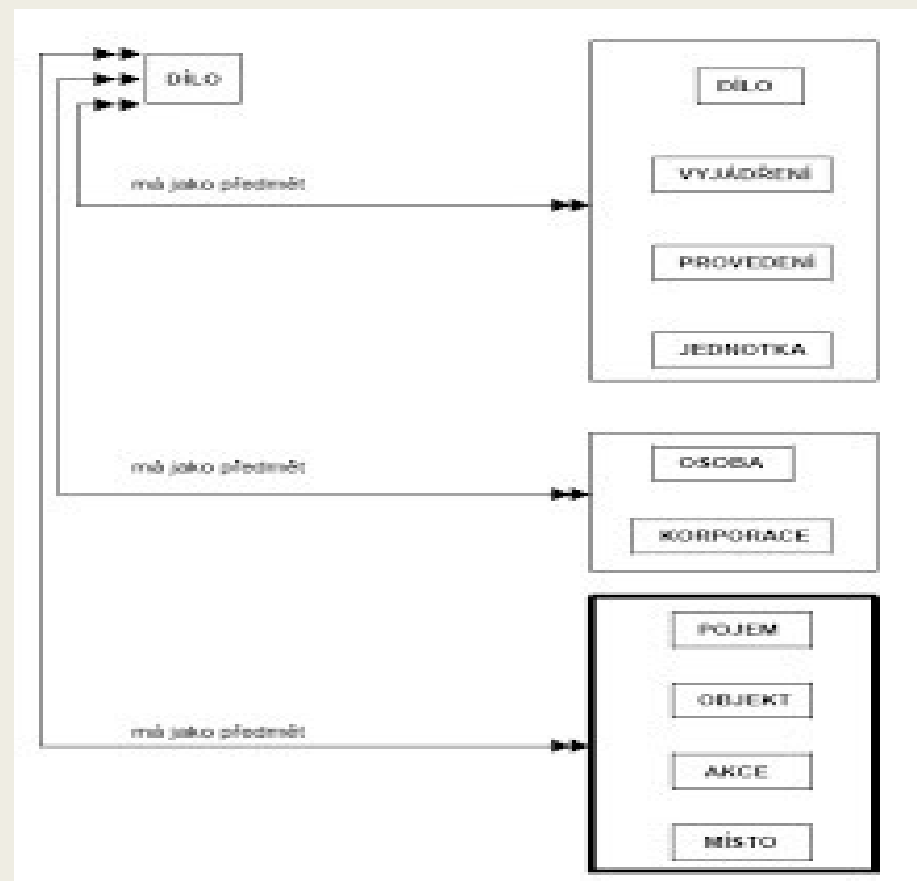 DÍLO
DÍLO
má jako předmět
VYJÁDŘENÍ
PROVEDENÍ
JEDNOTKA
má jako předmět
OSOBA
KORPORACE
POJEM
OBJEKT
má jako předmět
AKCE
MÍSTO